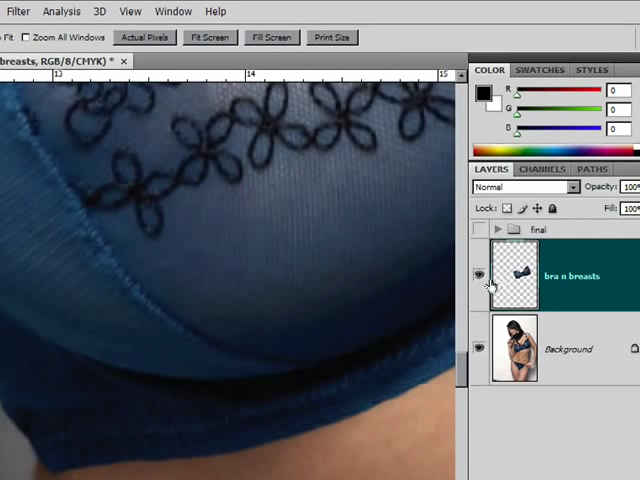 Filter Analysis 3D View Window Help
Fit Zoom All Windows Actual Pixels Fit Screen Fill Screen Print Size
breasts, RGB/8/CMYK) * ×
13 14 15
COLOR SWATCHES STYLES
R 0
G 0
B 0
LAYERS CHANNELS PATHS
Normal Opacity: 100%
Lock: Fill: 100%
final
bra n breasts
Background